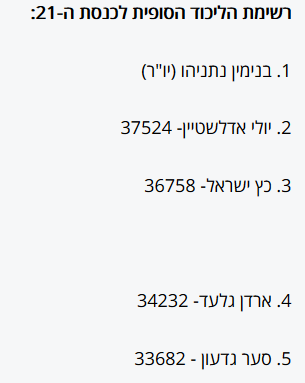 רשימת הליכוד הסופית לכנסת ה-21:
1. בנימין נתניהו (יו"ר)
2. יולי אדלשטיין- 37524
3. כץ ישראל- 36758
4. ארדן גלעד- 34232
5. סער גדעון - 33682